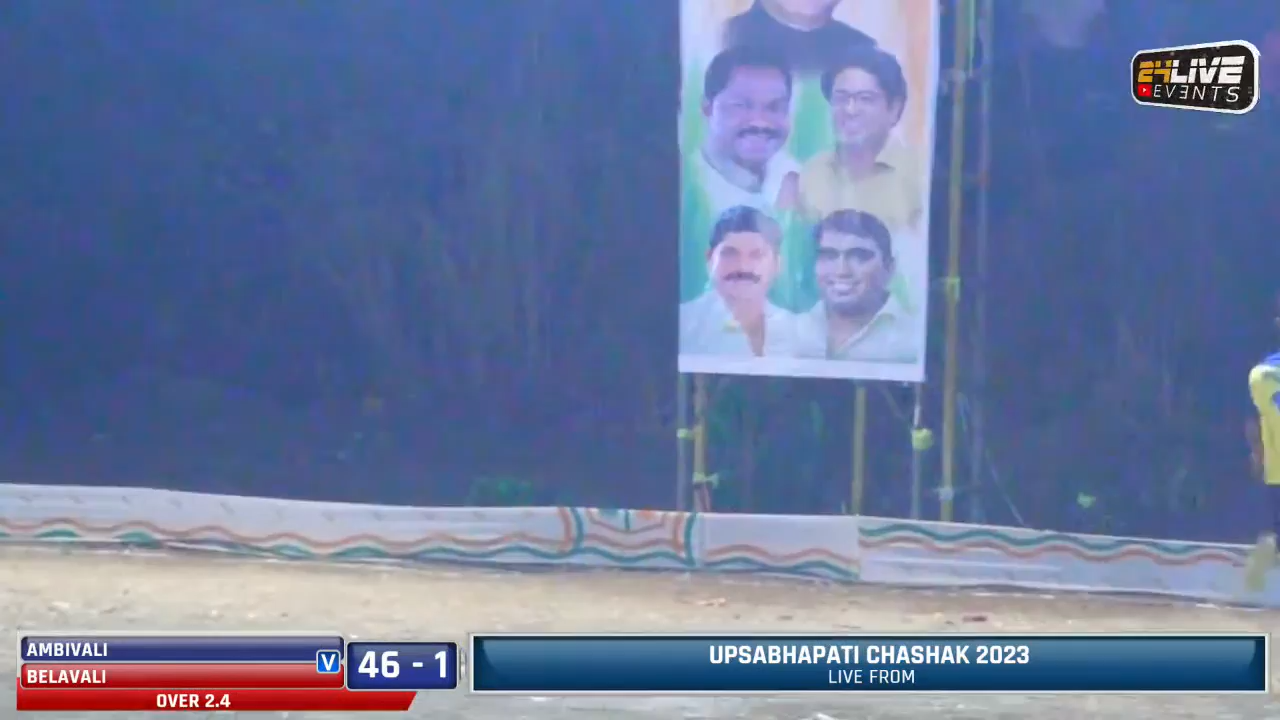 24LIVE
EVENTS
AMBIVALI
BELAVALI
V
46 - 1
OVER 2.4
UPSABHAPATI CHASHAK 2023
LIVE FROM